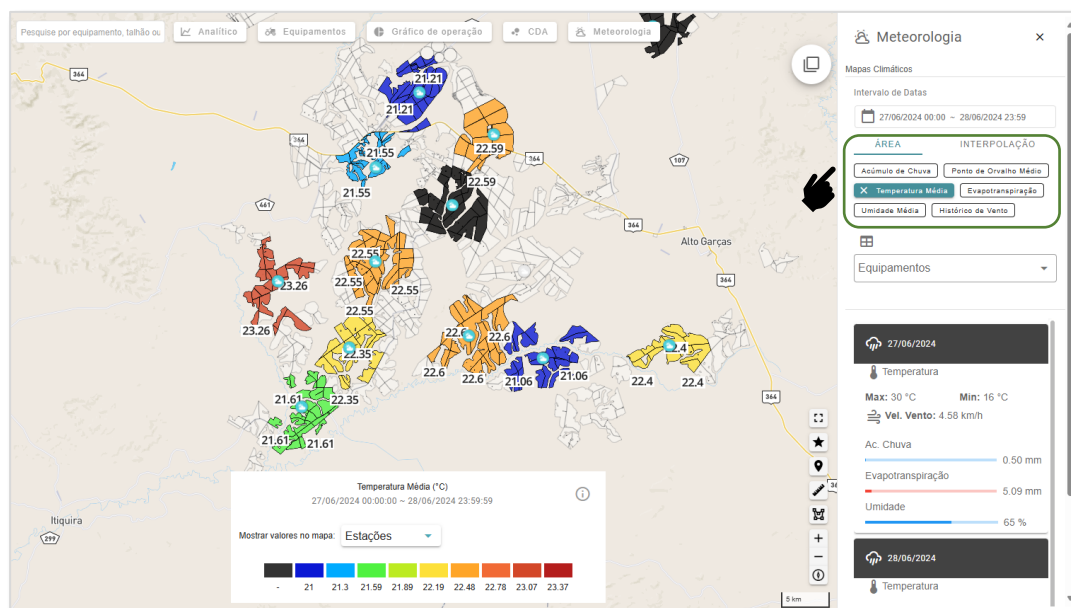 Pesquise por equipamento, talhão ou
Analítico
Equipamentos
Gráfico de operação
CDA
Meteorologia
364
21.21
21.21
364
21.55
22.59
364
107
22.59
21.55
461
364
Alto Garças
22.55
23.26
22.55
22.55
364
22.55
23.26
22.6
22.6
22.35
22.4
22.6
22.6
21.06
21.06
22.4
22.4
364
21.61
22.35
21.61
21.61
Itiquira
299
Temperatura Média (°C)
27/06/2024 00:00:00 ~ 28/06/2024 23:59:59
Mostrar valores no mapa:
Estações
- 21 21.3 21.59 21.89 22.19 22.48 22.78 23.07 23.37
5 km
Meteorologia
Mapas Climáticos
Intervalo de Datas
27/06/2024 00:00 ~ 28/06/2024 23:59
ÁREA INTERPOLAÇÃO
Acúmulo de Chuva Ponto de Orvalho Médio
Temperatura Média Evapotranspiração
Umidade Média Histórico de Vento
Equipamentos
27/06/2024
Temperatura
Max: 30 °C Min: 16 °C
Vel. Vento: 4.58 km/h
Ac. Chuva
0.50 mm
Evapotranspiração
5.09 mm
Umidade
65 %
28/06/2024
Temperatura